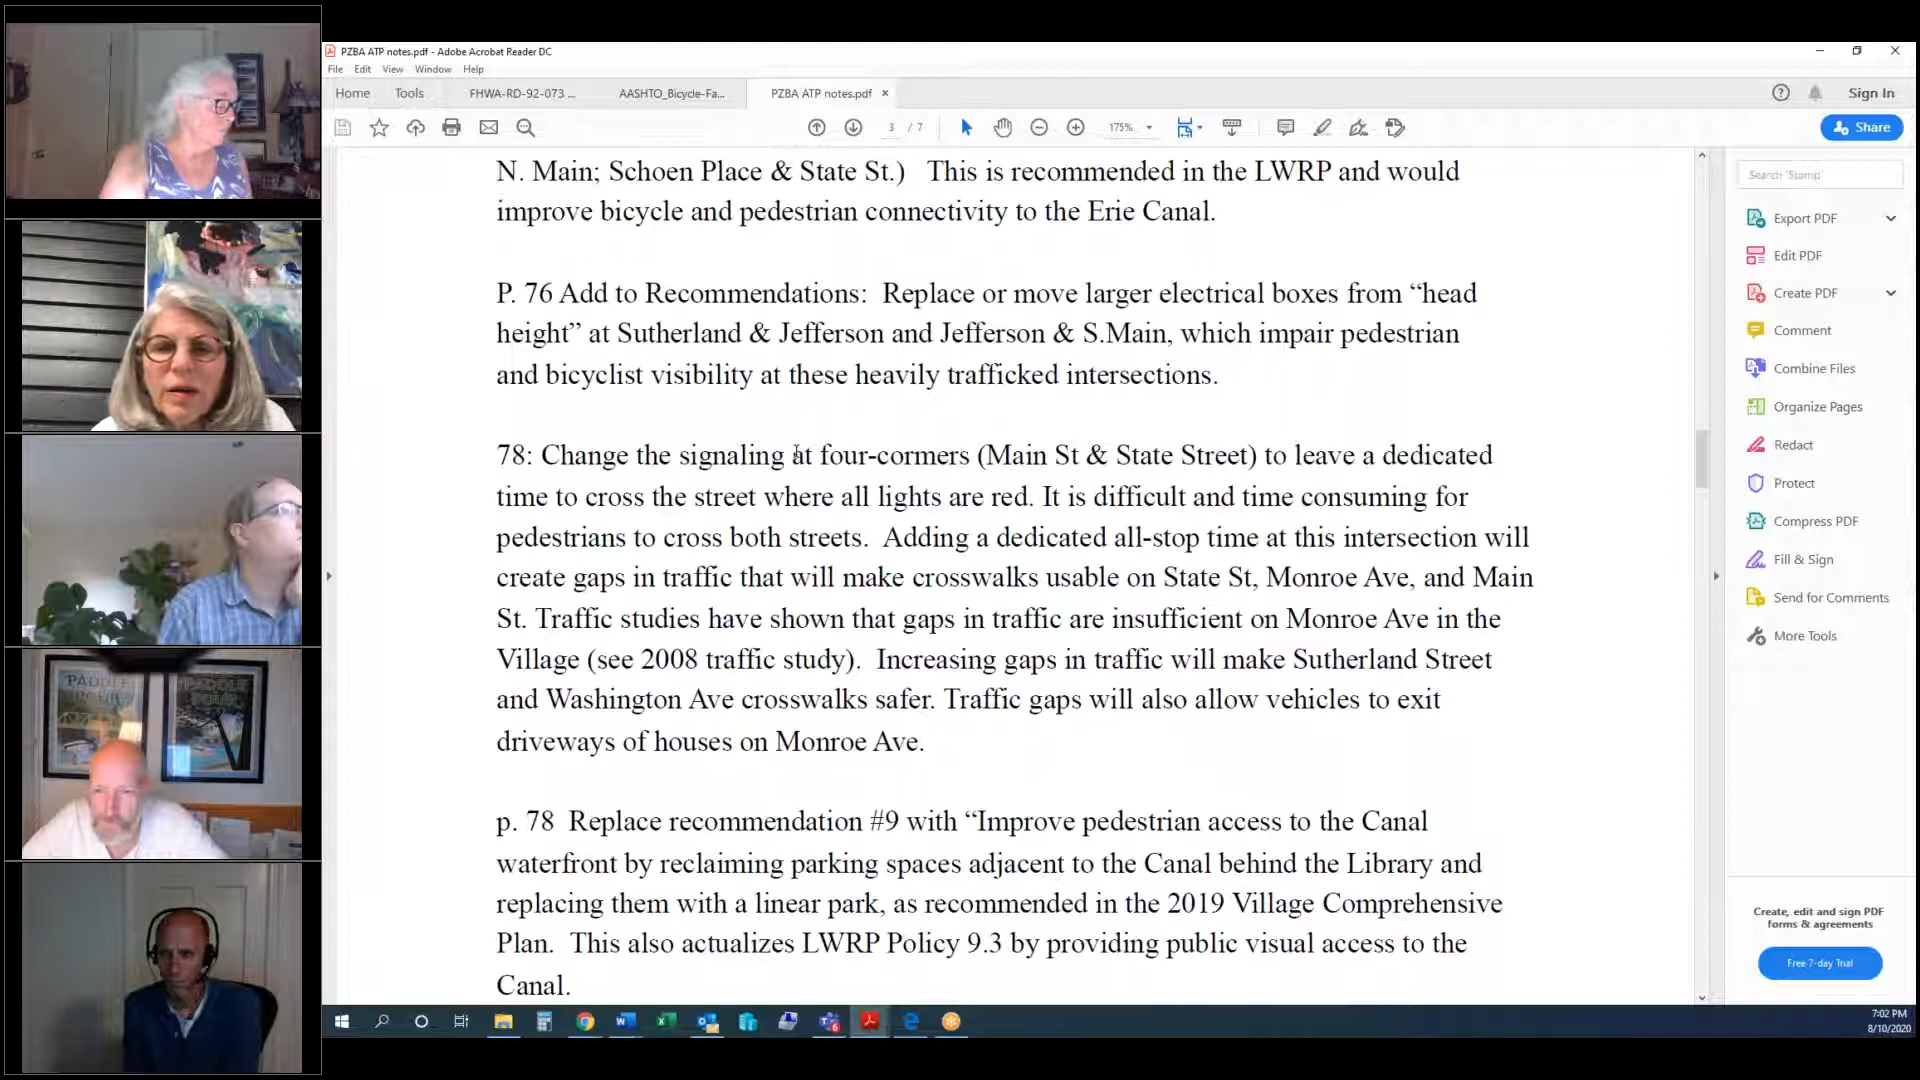 PZBA ATP notes.pdf - Adobe Acrobat Reader DC
File Edit View Window Help
Home Tools FHWA-RD-92-073 ... AASHTO_Bicycle-Fa... PZBA ATP notes.pdf × Sign In
3 / 7 175% Share
N. Main; Schoen Place & State St.) This is recommended in the LWRP and would
improve bicycle and pedestrian connectivity to the Erie Canal.
P. 76 Add to Recommendations: Replace or move larger electrical boxes from “head
height” at Sutherland & Jefferson and Jefferson & S.Main, which impair pedestrian
and bicyclist visibility at these heavily trafficked intersections.
78: Change the signaling at four-cormers (Main St & State Street) to leave a dedicated
time to cross the street where all lights are red. It is difficult and time consuming for
pedestrians to cross both streets. Adding a dedicated all-stop time at this intersection will
create gaps in traffic that will make crosswalks usable on State St, Monroe Ave, and Main
St. Traffic studies have shown that gaps in traffic are insufficient on Monroe Ave in the
Village (see 2008 traffic study). Increasing gaps in traffic will make Sutherland Street
and Washington Ave crosswalks safer. Traffic gaps will also allow vehicles to exit
driveways of houses on Monroe Ave.
p. 78 Replace recommendation #9 with “Improve pedestrian access to the Canal
waterfront by reclaiming parking spaces adjacent to the Canal behind the Library and
replacing them with a linear park, as recommended in the 2019 Village Comprehensive
Plan. This also actualizes LWRP Policy 9.3 by providing public visual access to the
Canal.
Search 'Stamp'
Export PDF
Edit PDF
Create PDF
Comment
Combine Files
Organize Pages
Redact
Protect
Compress PDF
Fill & Sign
Send for Comments
More Tools
Create, edit and sign PDF
forms & agreements
Free 7-day Trial
7:02 PM
8/10/2020